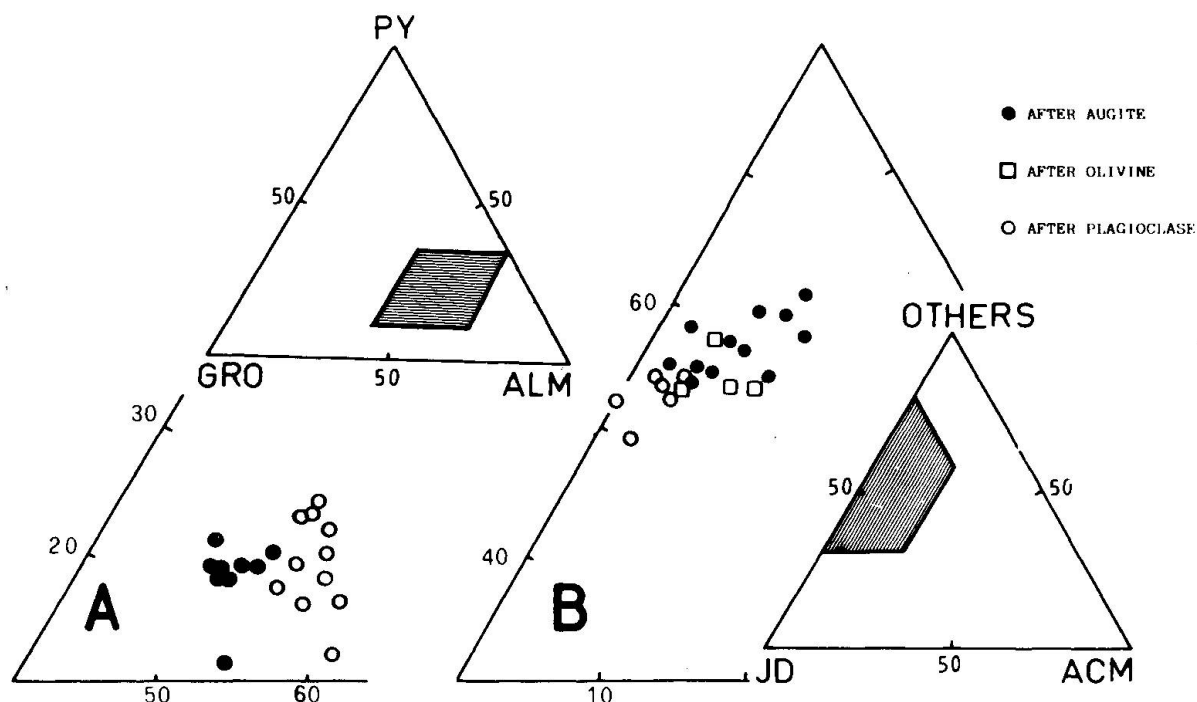 PY
50
50
GRO
50
ALM
30
20
A
50
60
60
40
B
10
AFTER AUGITE
AFTER OLIVINE
AFTER PLAGIOCLASE
OTHERS
50
50
JD
50
ACM